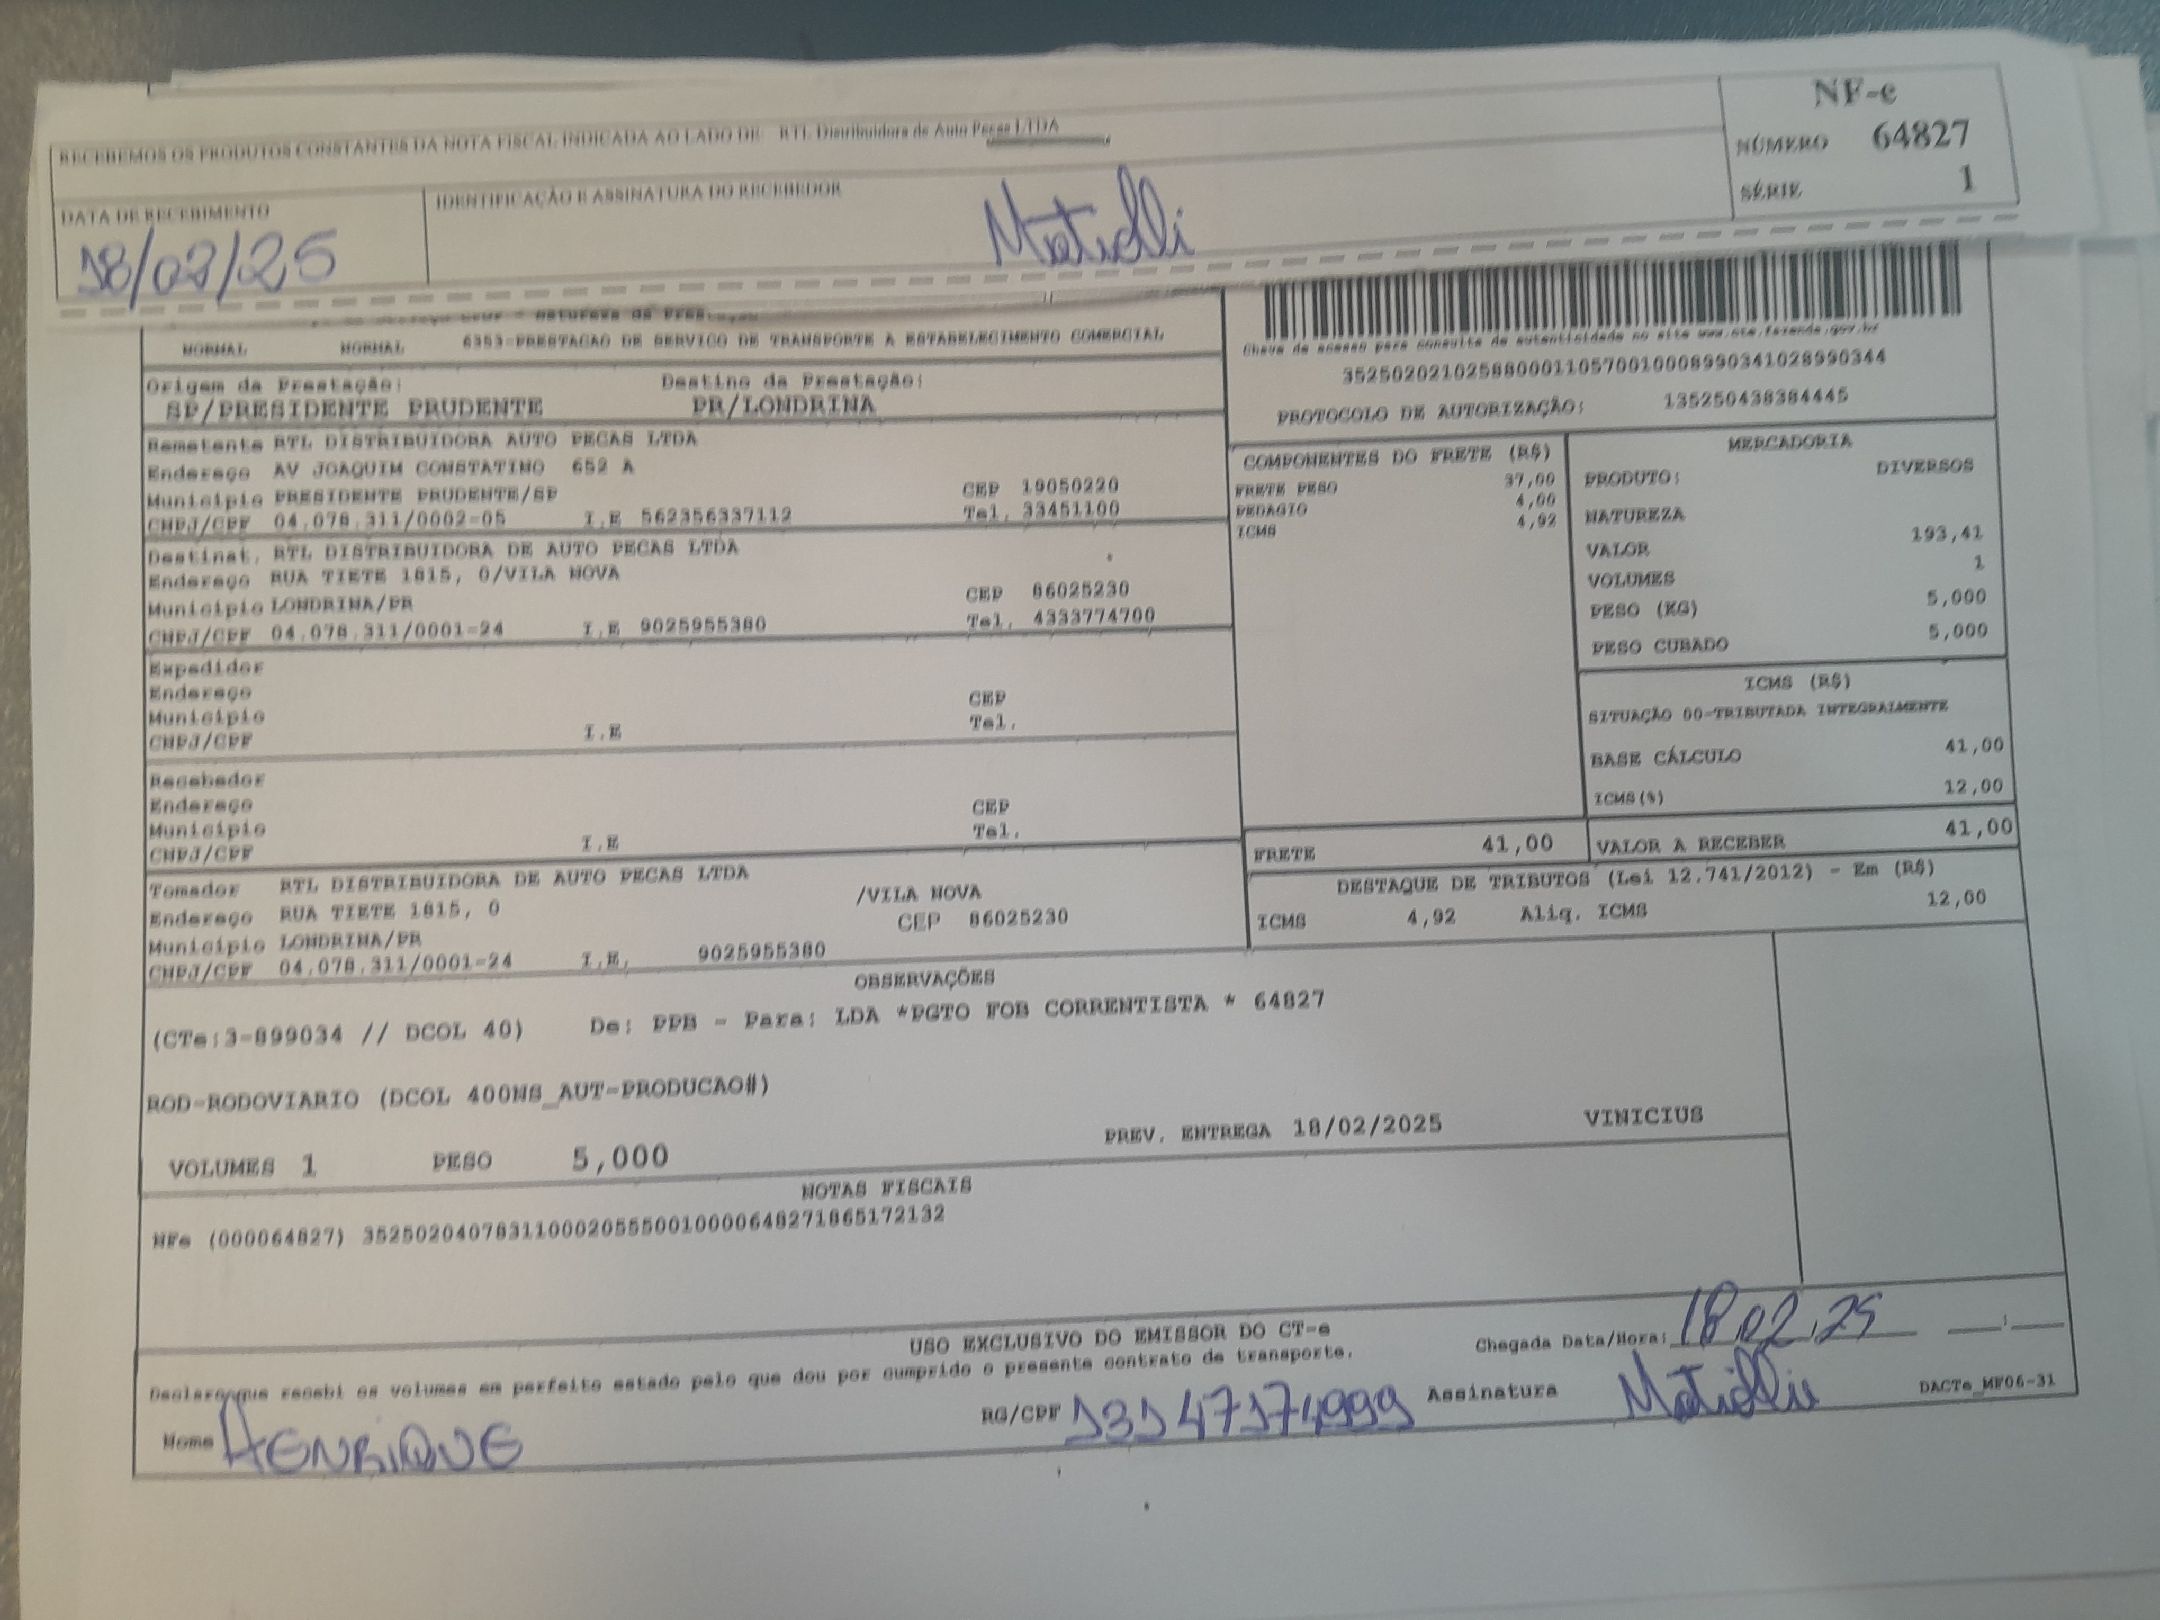 RECEBEMOS OS PRODUTOS CONSTANTES DA NOTA FISCAL INDICADA AO LADO DE RTL Distribuidora de Auto Peças LTDA
NF-e
NÚMERO 64827
SÉRIE 1
DATA DE RECEBIMENTO
IDENTIFICAÇÃO E ASSINATURA DO RECEBEDOR
18/02/25
NORMAL NORMAL 6353-PRESTACAO DE SERVICO DE TRANSPORTE A ESTABELECIMENTO COMERCIAL
Chave de acesso para consulta de autenticidade no site www.cte.fazenda.gov.br
35250202102588000110570010008990341028990344
PROTOCOLO DE AUTORIZAÇÃO: 135250438384445
Origem da Prestação: Destino da Prestação:
SP/PRESIDENTE PRUDENTE PR/LONDRINA
Remetente RTL DISTRIBUIDORA AUTO PECAS LTDA
Endereço AV JOAQUIM CONSTATINO 652 A
Município PRESIDENTE PRUDENTE/SP CEP 19050220
CNPJ/CPF 04.078.311/0002-05 I.E 562356337112 Tel. 33451100
Destinat. RTL DISTRIBUIDORA DE AUTO PECAS LTDA
Endereço RUA TIETE 1815, 0/VILA NOVA
Município LONDRINA/PR CEP 86025230
CNPJ/CPF 04.078.311/0001-24 I.E 9025955380 Tel. 4333774700
Expedidor
Endereço
Município CEP
CNPJ/CPF I.E Tel.
Recebedor
Endereço
Município CEP
CNPJ/CPF I.E Tel.
Tomador RTL DISTRIBUIDORA DE AUTO PECAS LTDA
Endereço RUA TIETE 1815, 0 /VILA NOVA
Município LONDRINA/PR CEP 86025230
CNPJ/CPF 04.078.311/0001-24 I.E. 9025955380
COMPONENTES DO FRETE (R$)
FRETE PESO 37,00
PEDAGIO 4,00
ICMS 4,92
MERCADORIA
PRODUTO: DIVERSOS
NATUREZA
VALOR 193,41
VOLUMES 1
PESO (KG) 5,000
PESO CUBADO 5,000
ICMS (R$)
SITUAÇÃO 00-TRIBUTADA INTEGRALMENTE
BASE CÁLCULO 41,00
ICMS(%) 12,00
FRETE 41,00 VALOR A RECEBER 41,00
DESTAQUE DE TRIBUTOS (Lei 12.741/2012) - Em (R$)
ICMS 4,92 Aliq. ICMS 12,00
OBSERVAÇÕES
(CTe:3-899034 // DCOL 40) De: PPB - Para: LDA *PGTO FOB CORRENTISTA * 64827
ROD-RODOVIARIO (DCOL 400NS_AUT-PRODUCAO#)
VOLUMES 1 PESO 5,000 PREV. ENTREGA 18/02/2025 VINICIUS
NOTAS FISCAIS
NFe (000064827) 35250204078311000205550010000648271865172132
USO EXCLUSIVO DO EMISSOR DO CT-e
Declaro que recebi os volumes em perfeito estado pelo que dou por cumprido o presente contrato de transporte.
Chegada Data/Hora: 18,02,25 :
Nome HENRIQUE RG/CPF 13147174999 Assinatura
DACTe_MF06-31